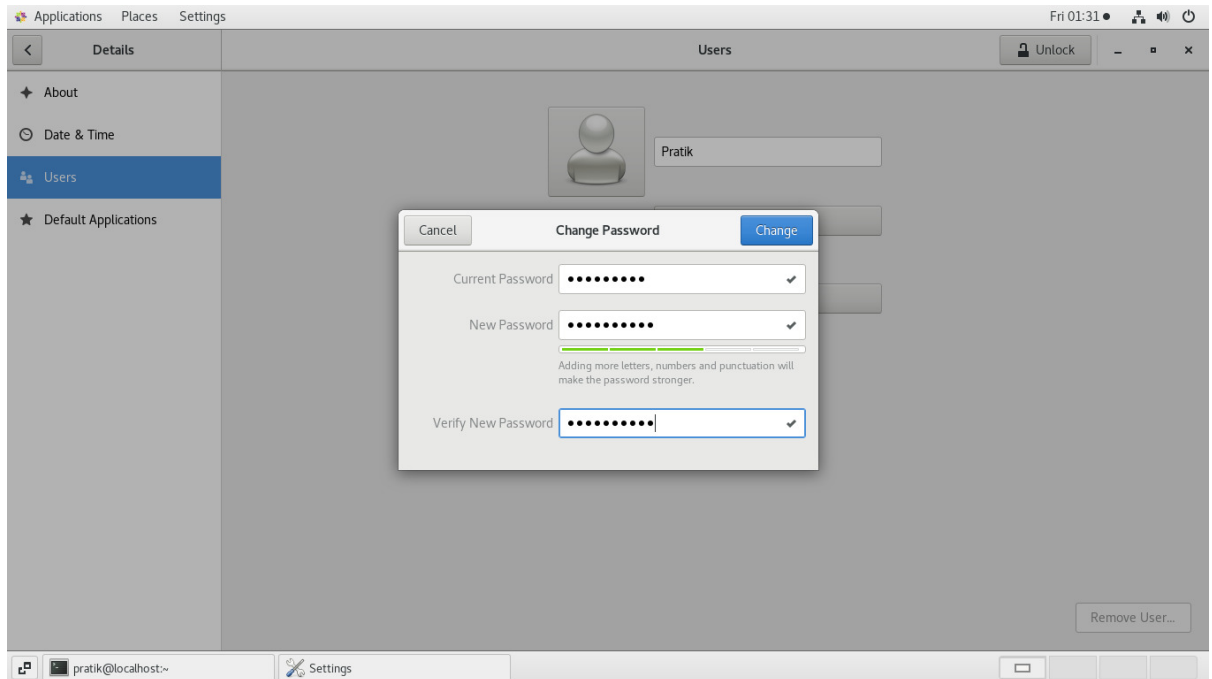 Applications Places Settings Fri 01:31
Details Users Unlock
About
Date & Time
Users
Default Applications
Pratik
Cancel Change Password Change
Current Password
New Password
Adding more letters, numbers and punctuation will
make the password stronger.
Verify New Password
Remove User...
pratik@localhost:~ Settings